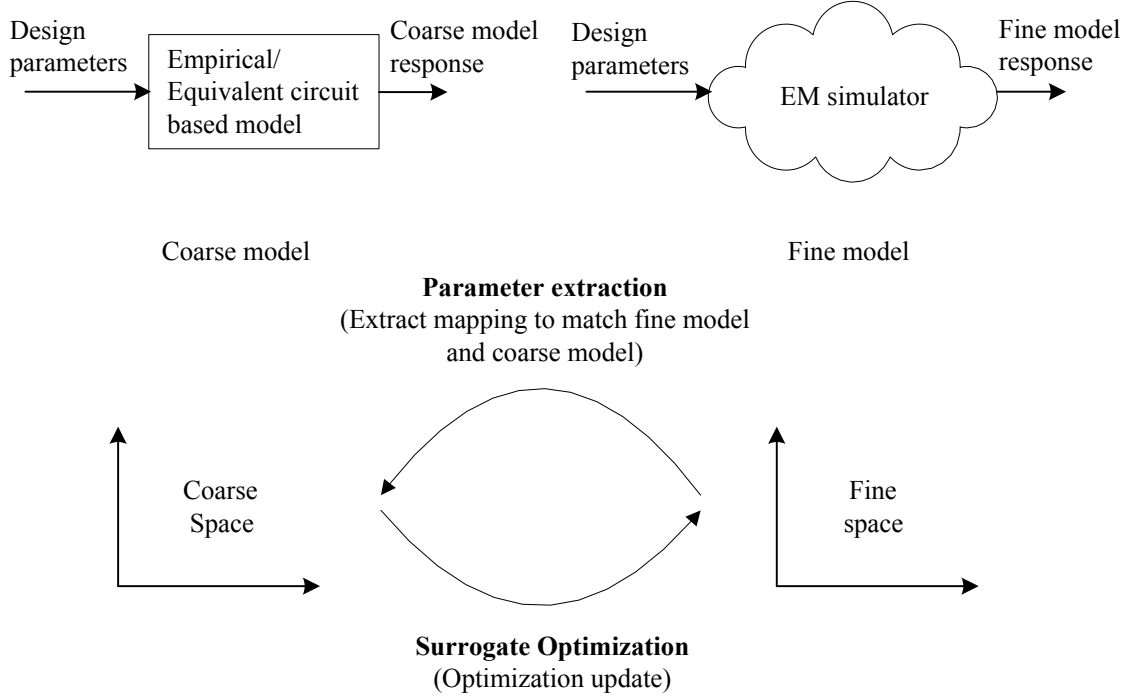 Design
parameters
Empirical/
Equivalent circuit
based model
Coarse model
response
Design
parameters
EM simulator
Fine model
response
Coarse model
Fine model
Parameter extraction
(Extract mapping to match fine model
and coarse model)
Coarse
Space
Fine
space
Surrogate Optimization
(Optimization update)